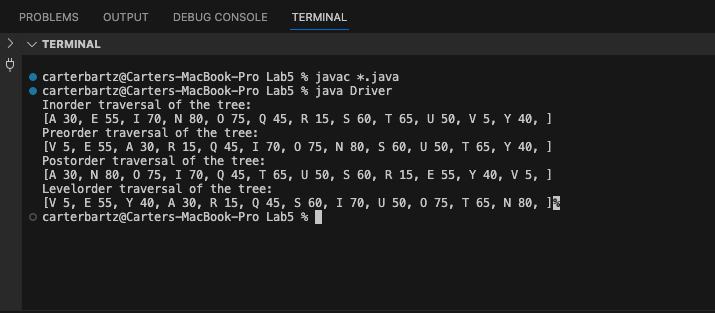 PROBLEMS OUTPUT DEBUG CONSOLE TERMINAL
TERMINAL
carterbartz@Carters-MacBook-Pro Lab5 % javac *.java
carterbartz@Carters-MacBook-Pro Lab5 % java Driver
Inorder traversal of the tree:
[A 30, E 55, I 70, N 80, O 75, Q 45, R 15, S 60, T 65, U 50, V 5, Y 40, ]
Preorder traversal of the tree:
[V 5, E 55, A 30, R 15, Q 45, I 70, O 75, N 80, S 60, U 50, T 65, Y 40, ]
Postorder traversal of the tree:
[A 30, N 80, O 75, I 70, Q 45, T 65, U 50, S 60, R 15, E 55, Y 40, V 5, ]
Levelorder traversal of the tree:
[V 5, E 55, Y 40, A 30, R 15, Q 45, S 60, I 70, U 50, O 75, T 65, N 80, ]%
carterbartz@Carters-MacBook-Pro Lab5 %